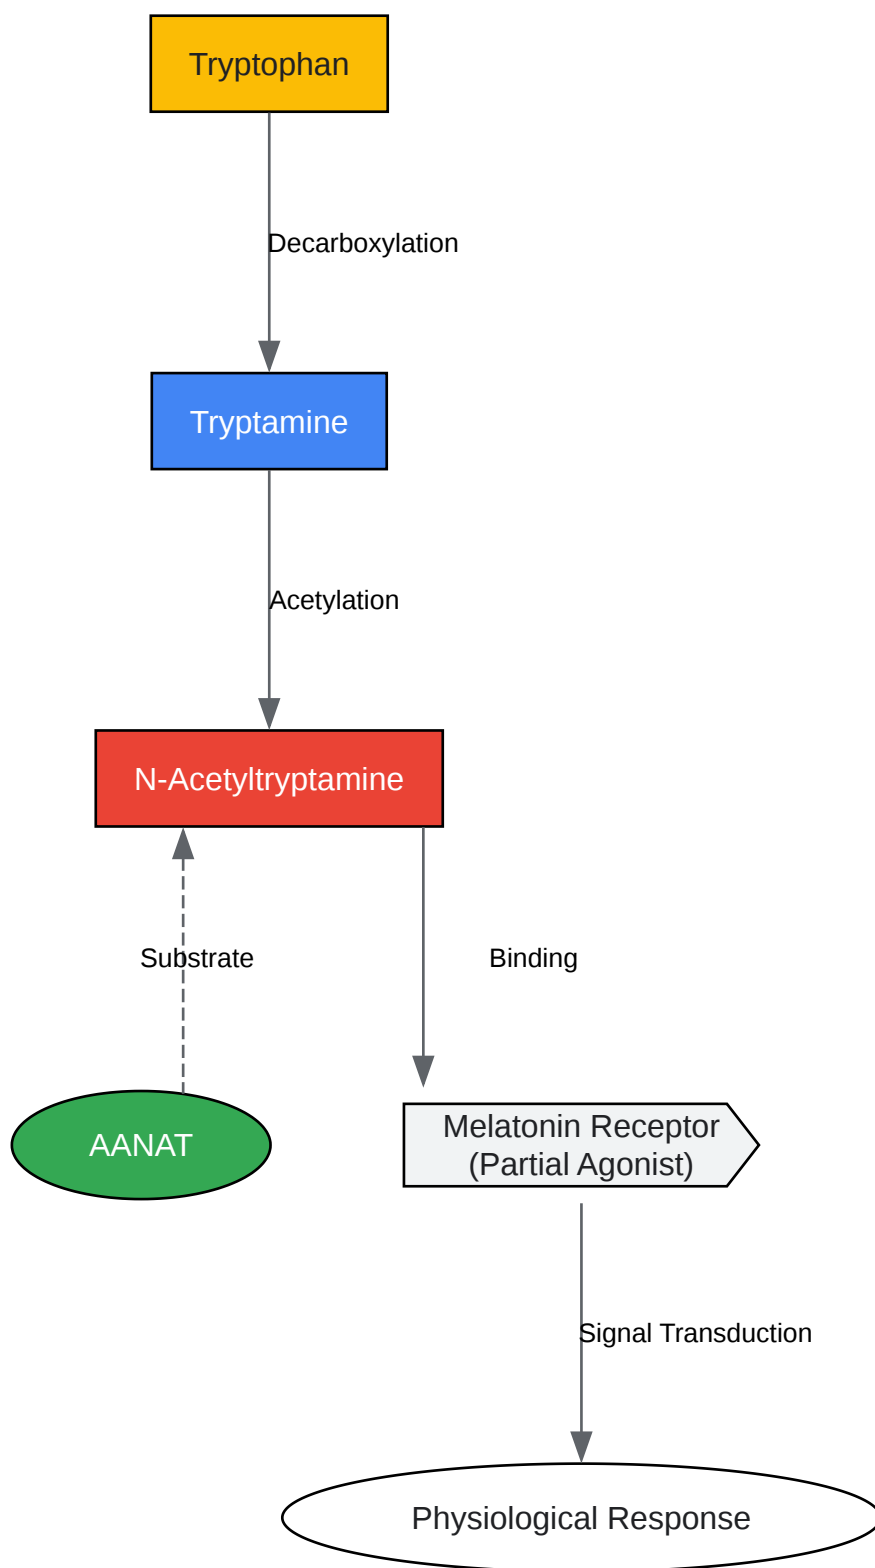 Tryptophan
Decarboxylation
Tryptamine
Acetylation
N-Acetyltryptamine
Substrate
Binding
AANAT
Melatonin Receptor
(Partial Agonist)
Signal Transduction
Physiological Response